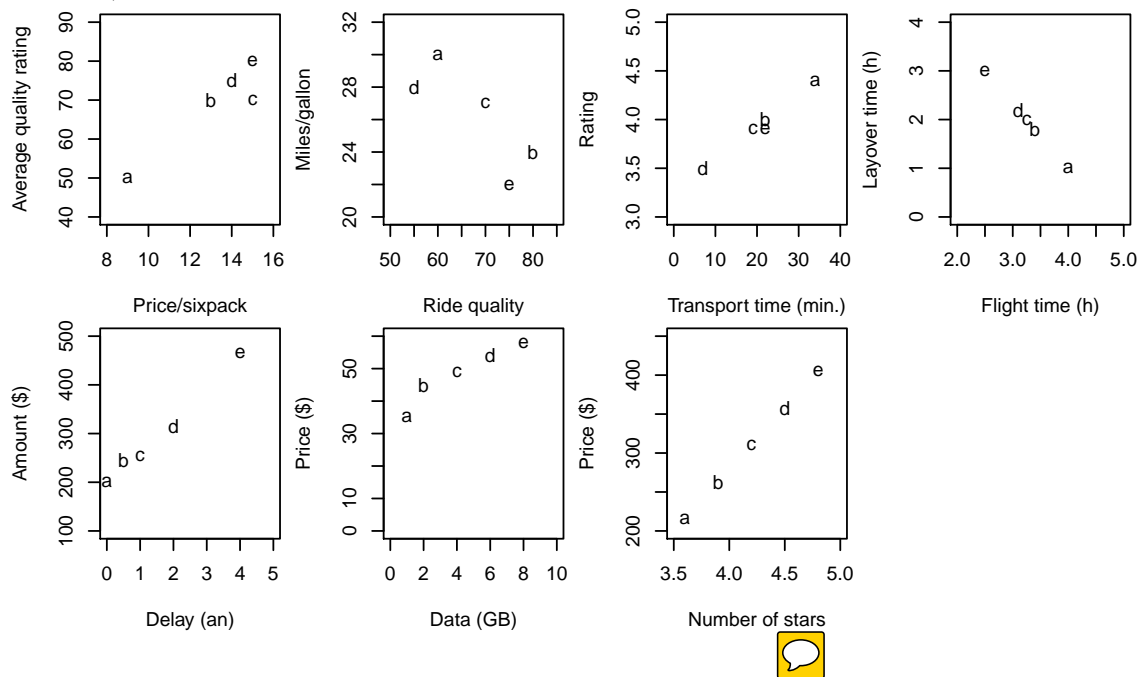 Average quality rating
90
80
70
60
50
40
e
d
b
c
a
8 10 12 14 16
Price/sixpack
Miles/gallon
32
28
24
20
a
d
c
b
e
50 60 70 80
Ride quality
Rating
5.0
4.5
4.0
3.5
3.0
a
b
c e
d
0 10 20 30 40
Transport time (min.)
Layover time (h)
4
3
2
1
0
e
d
c
b
a
2.0 3.0 4.0 5.0
Flight time (h)
Amount ($)
500
400
300
200
100
e
d
c
b
a
0 1 2 3 4 5
Delay (an)
Price ($)
50
30
10
0
e
d
c
b
a
0 2 4 6 8 10
Data (GB)
Price ($)
400
300
200
e
d
c
b
a
3.5 4.0 4.5 5.0
Number of stars